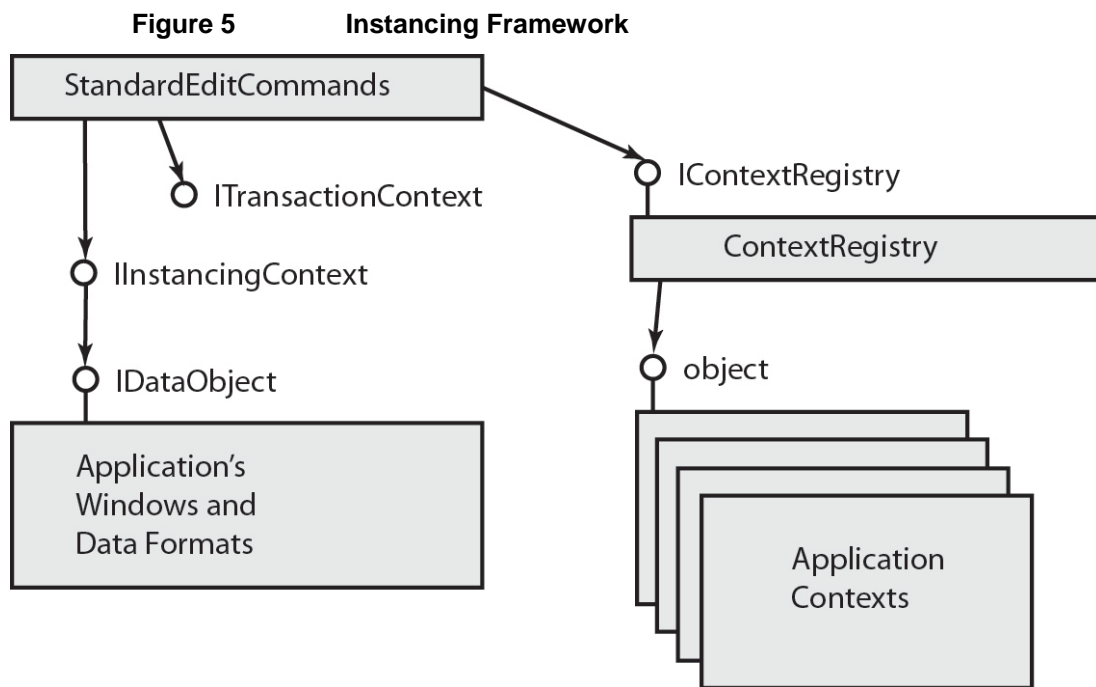 Figure 5 Instancing Framework
StandardEditCommands
ITransactionContext
IContextRegistry
ContextRegistry
IInstancingContext
IDataObject
object
Application’s
Windows and
Data Formats
Application
Contexts